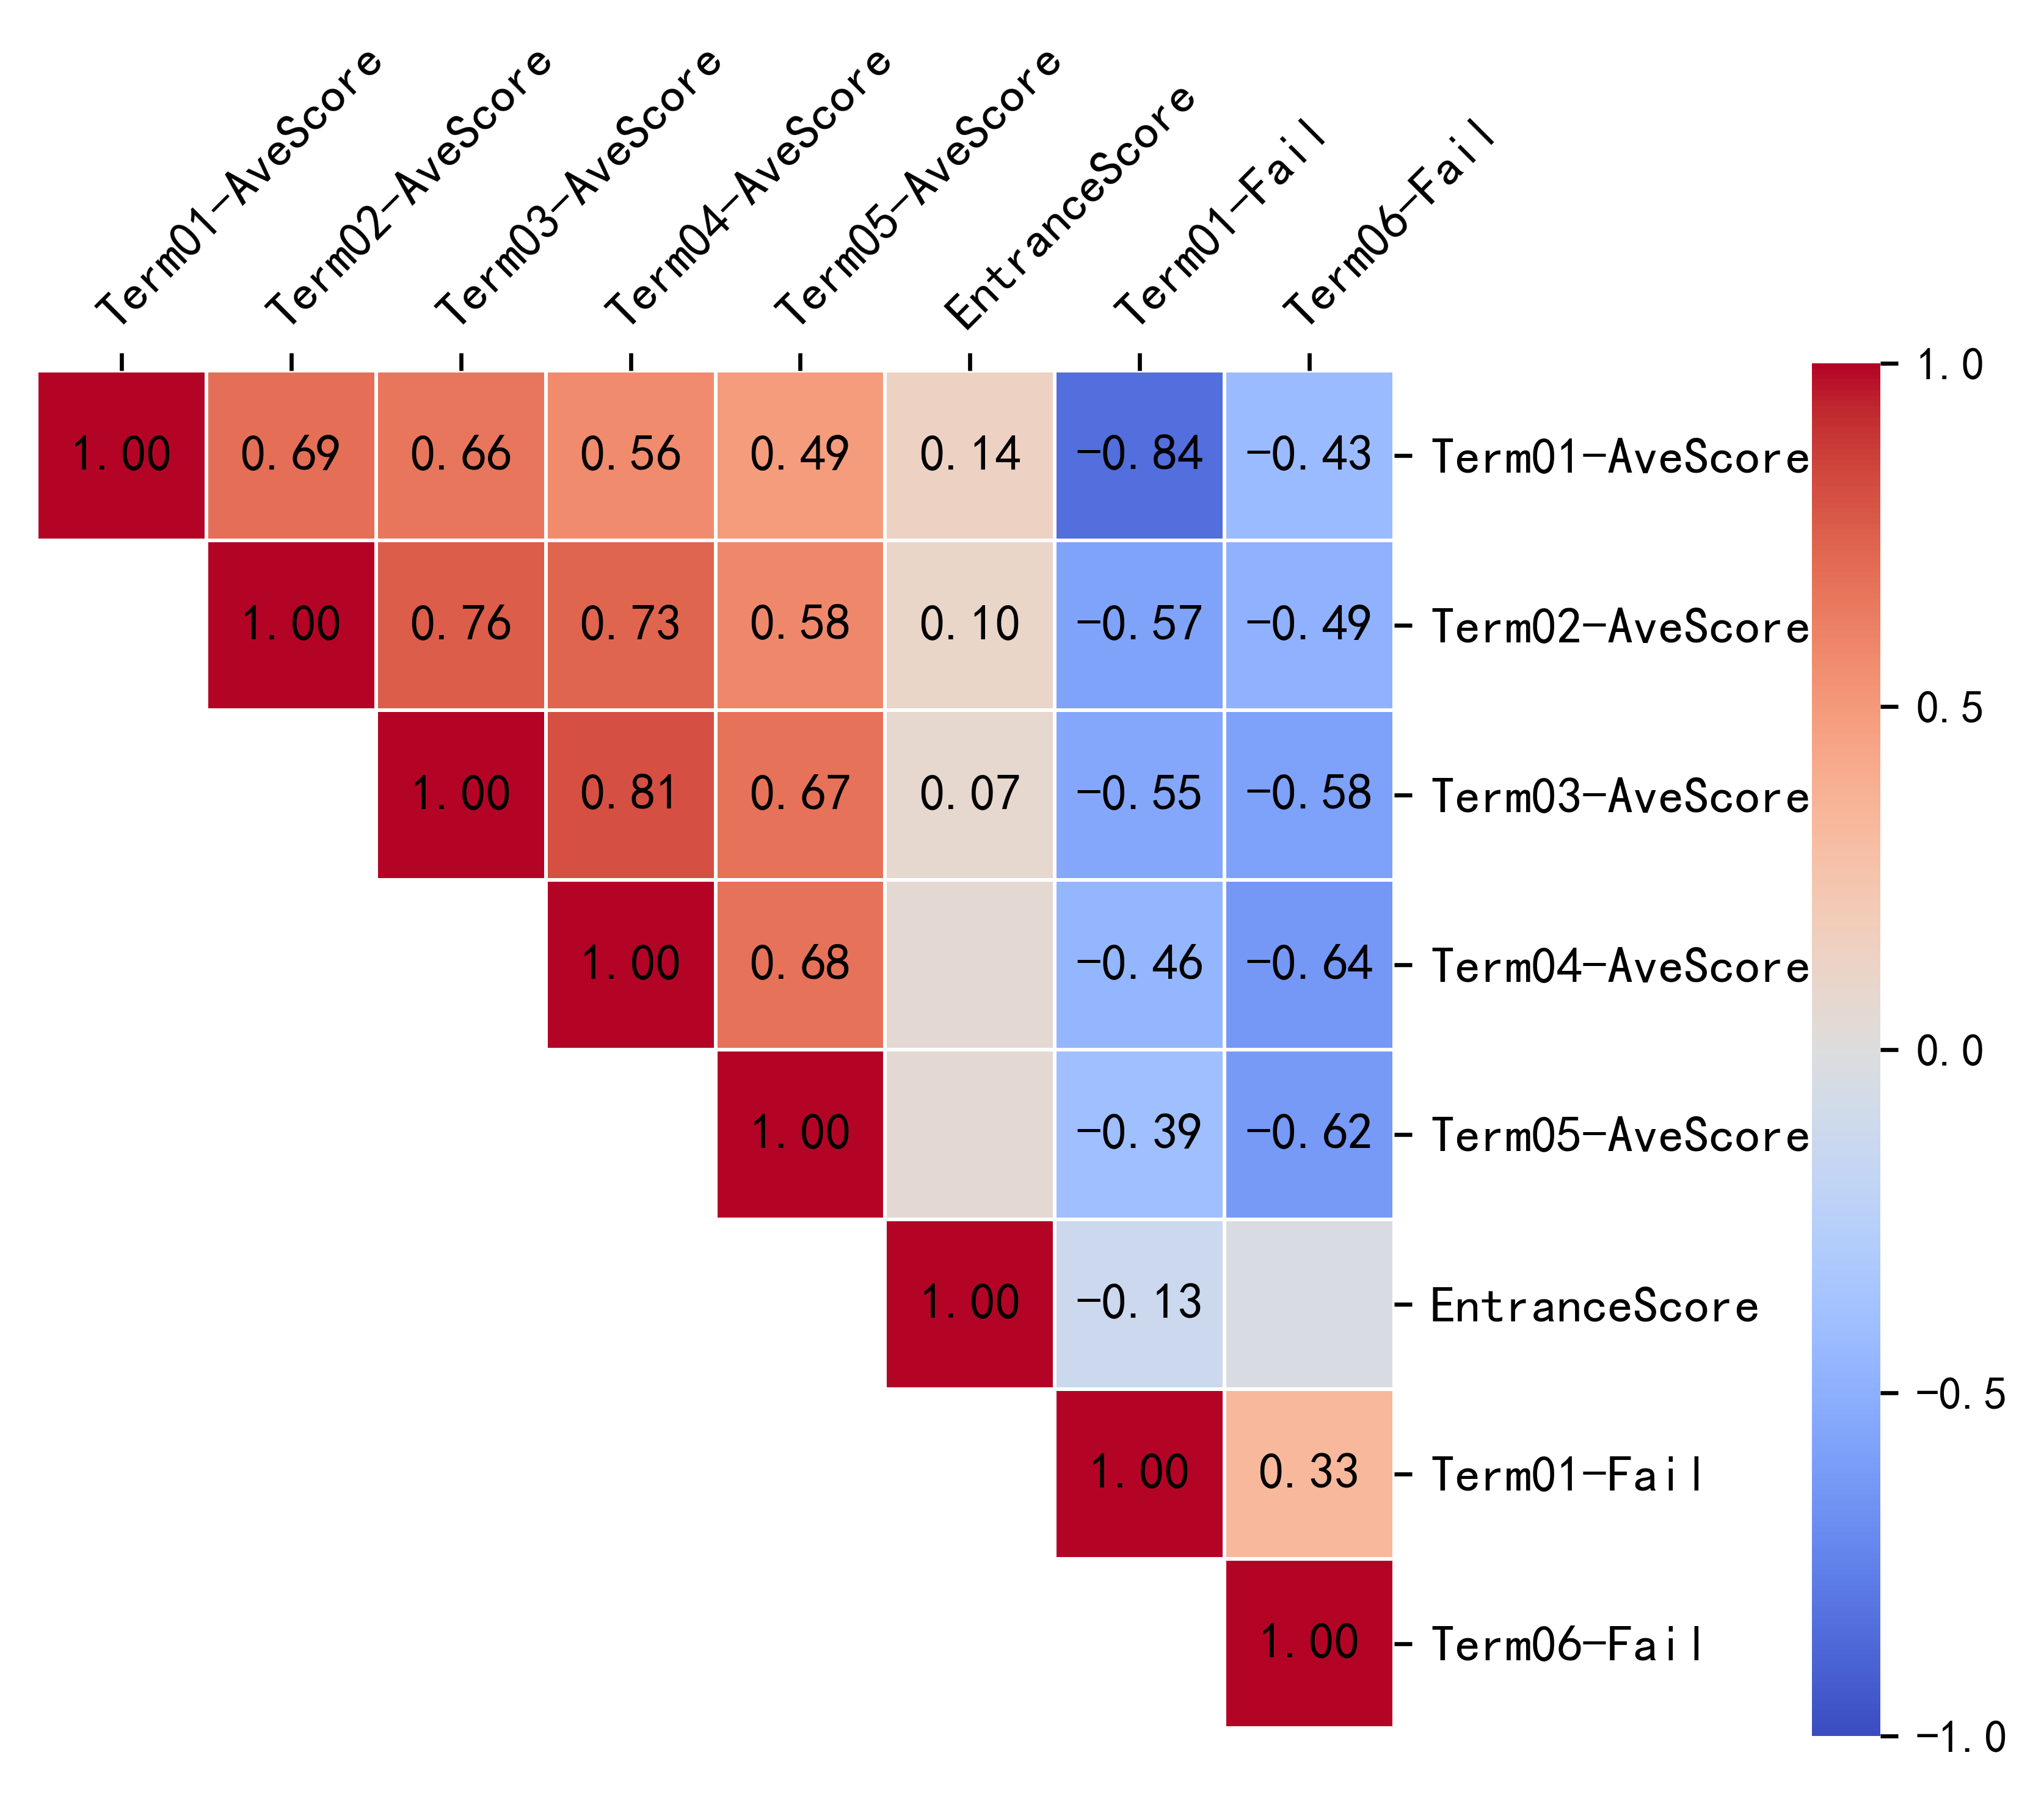 Term01-AveScore Term02-AveScore Term03-AveScore Term04-AveScore Term05-AveScore EntranceScore Term01-Fail Term06-Fail
1.00 0.69 0.66 0.56 0.49 0.14 -0.84 -0.43 Term01-AveScore
1.00 0.76 0.73 0.58 0.10 -0.57 -0.49 Term02-AveScore
1.00 0.81 0.67 0.07 -0.55 -0.58 Term03-AveScore
1.00 0.68 -0.46 -0.64 Term04-AveScore
1.00 -0.39 -0.62 Term05-AveScore
1.00 -0.13 EntranceScore
1.00 0.33 Term01-Fail
1.00 Term06-Fail
1.0
0.5
0.0
-0.5
-1.0